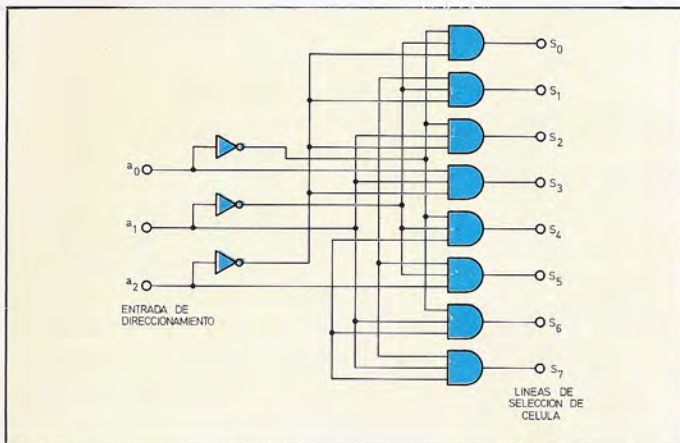 S0
S1
S2
a0
S3
a1
S4
a2
S5
ENTRADA DE
DIRECCIONAMIENTO
S6
S7
LINEAS DE
SELECCION DE
CELULA